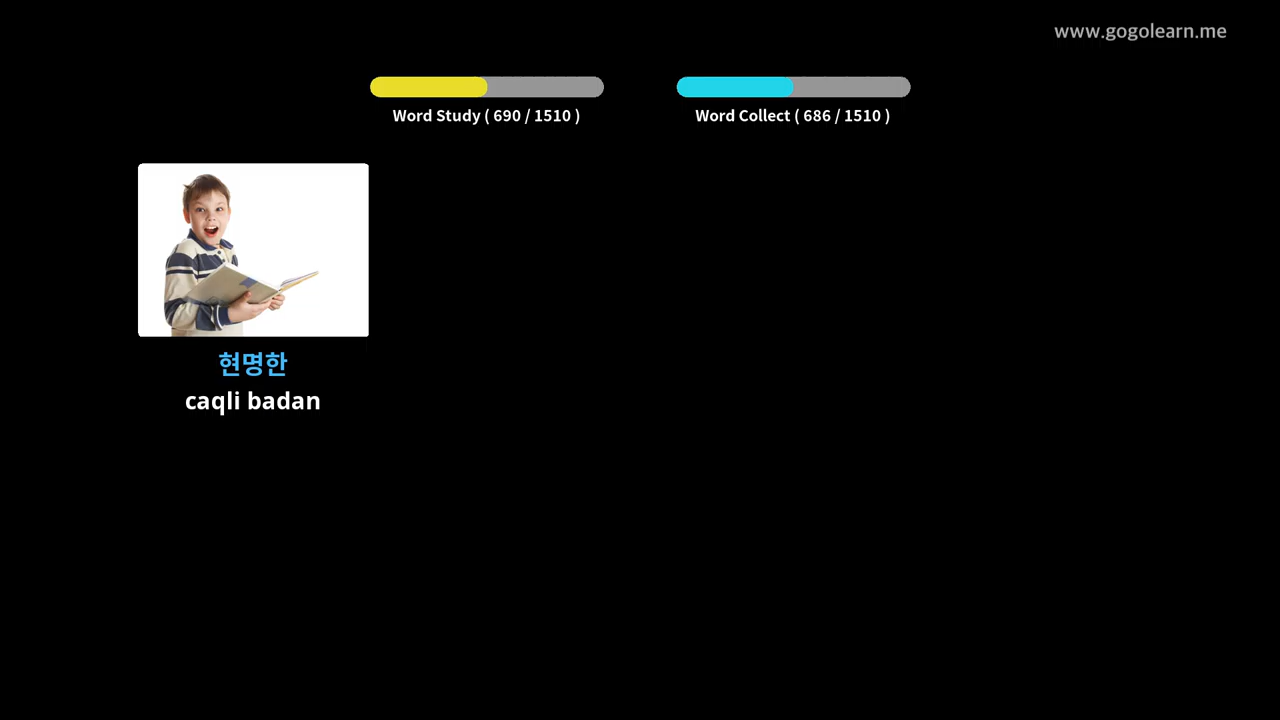 www.gogolearn.me
Word Study ( 690 / 1510 )
Word Collect ( 686 / 1510 )
현명한
caqli badan